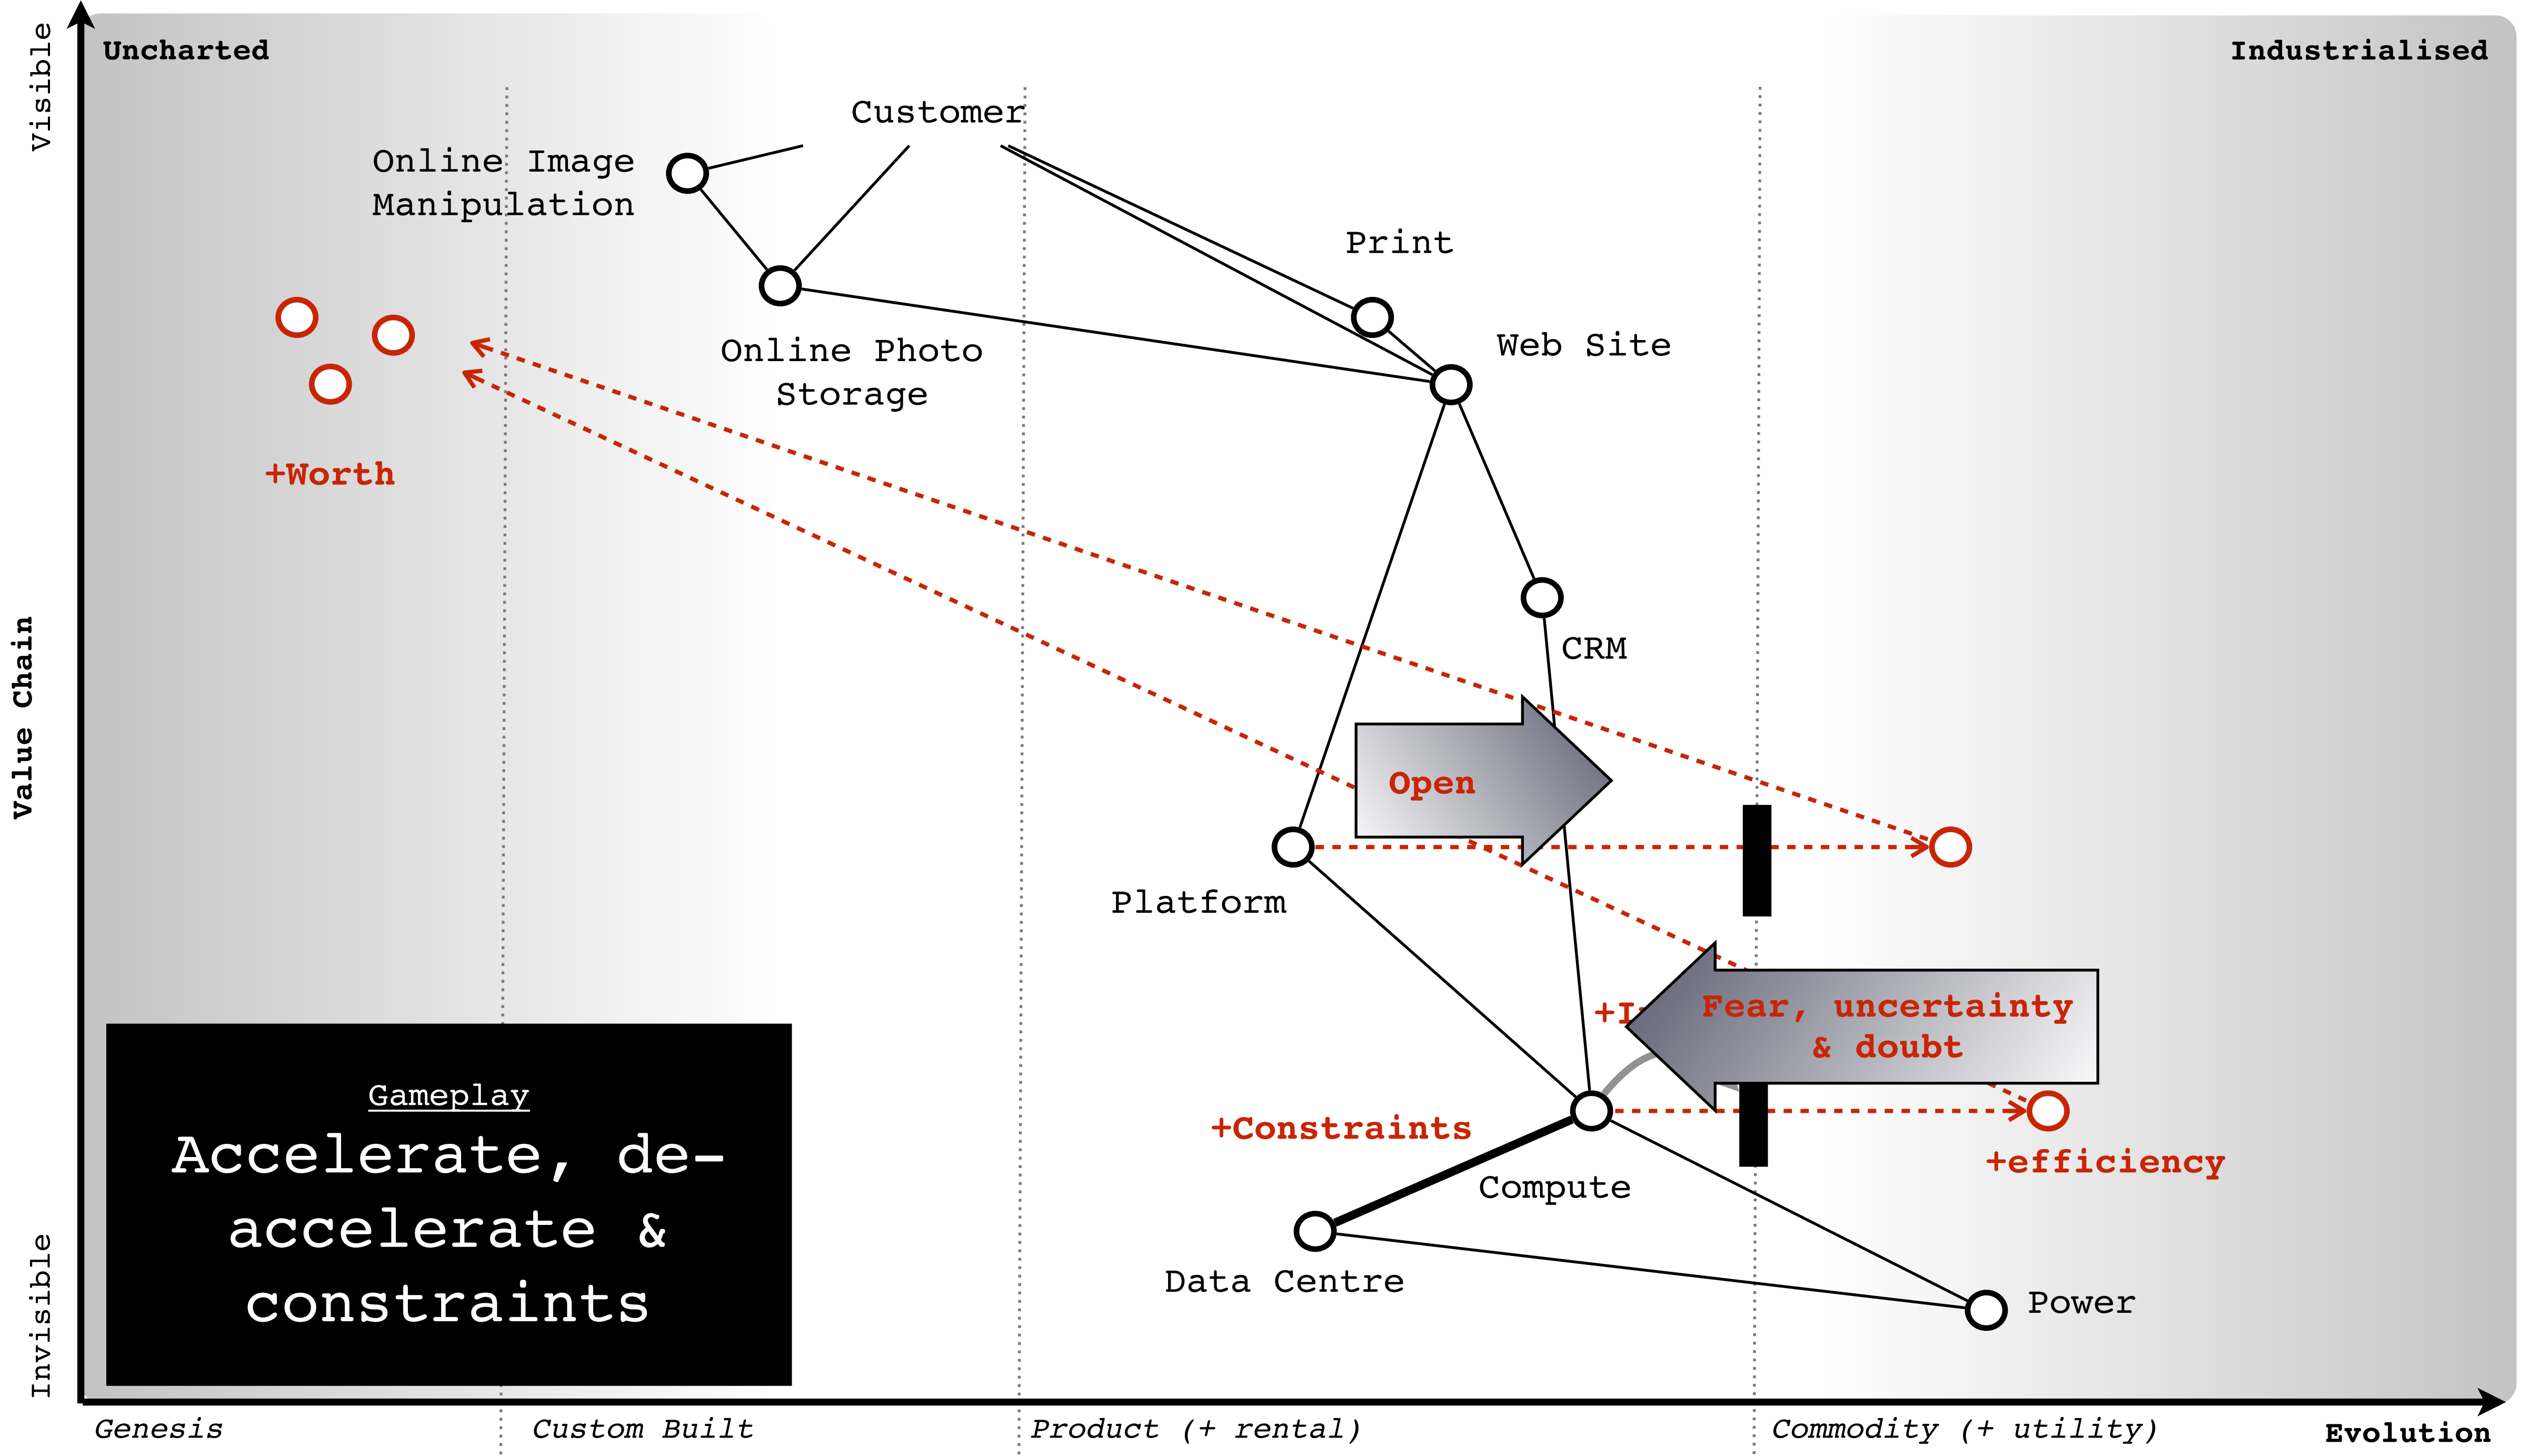 Visible
Uncharted
Industrialised
Customer
Online Image
Manipulation
Print
Web Site
Online Photo
Storage
+Worth
Value Chain
CRM
Open
Platform
Fear, uncertainty
& doubt
+Constraints
+efficiency
Compute
Data Centre
Power
Gameplay
Accelerate, de-
accelerate &
constraints
Invisible
Genesis
Custom Built
Product (+ rental)
Commodity (+ utility)
Evolution